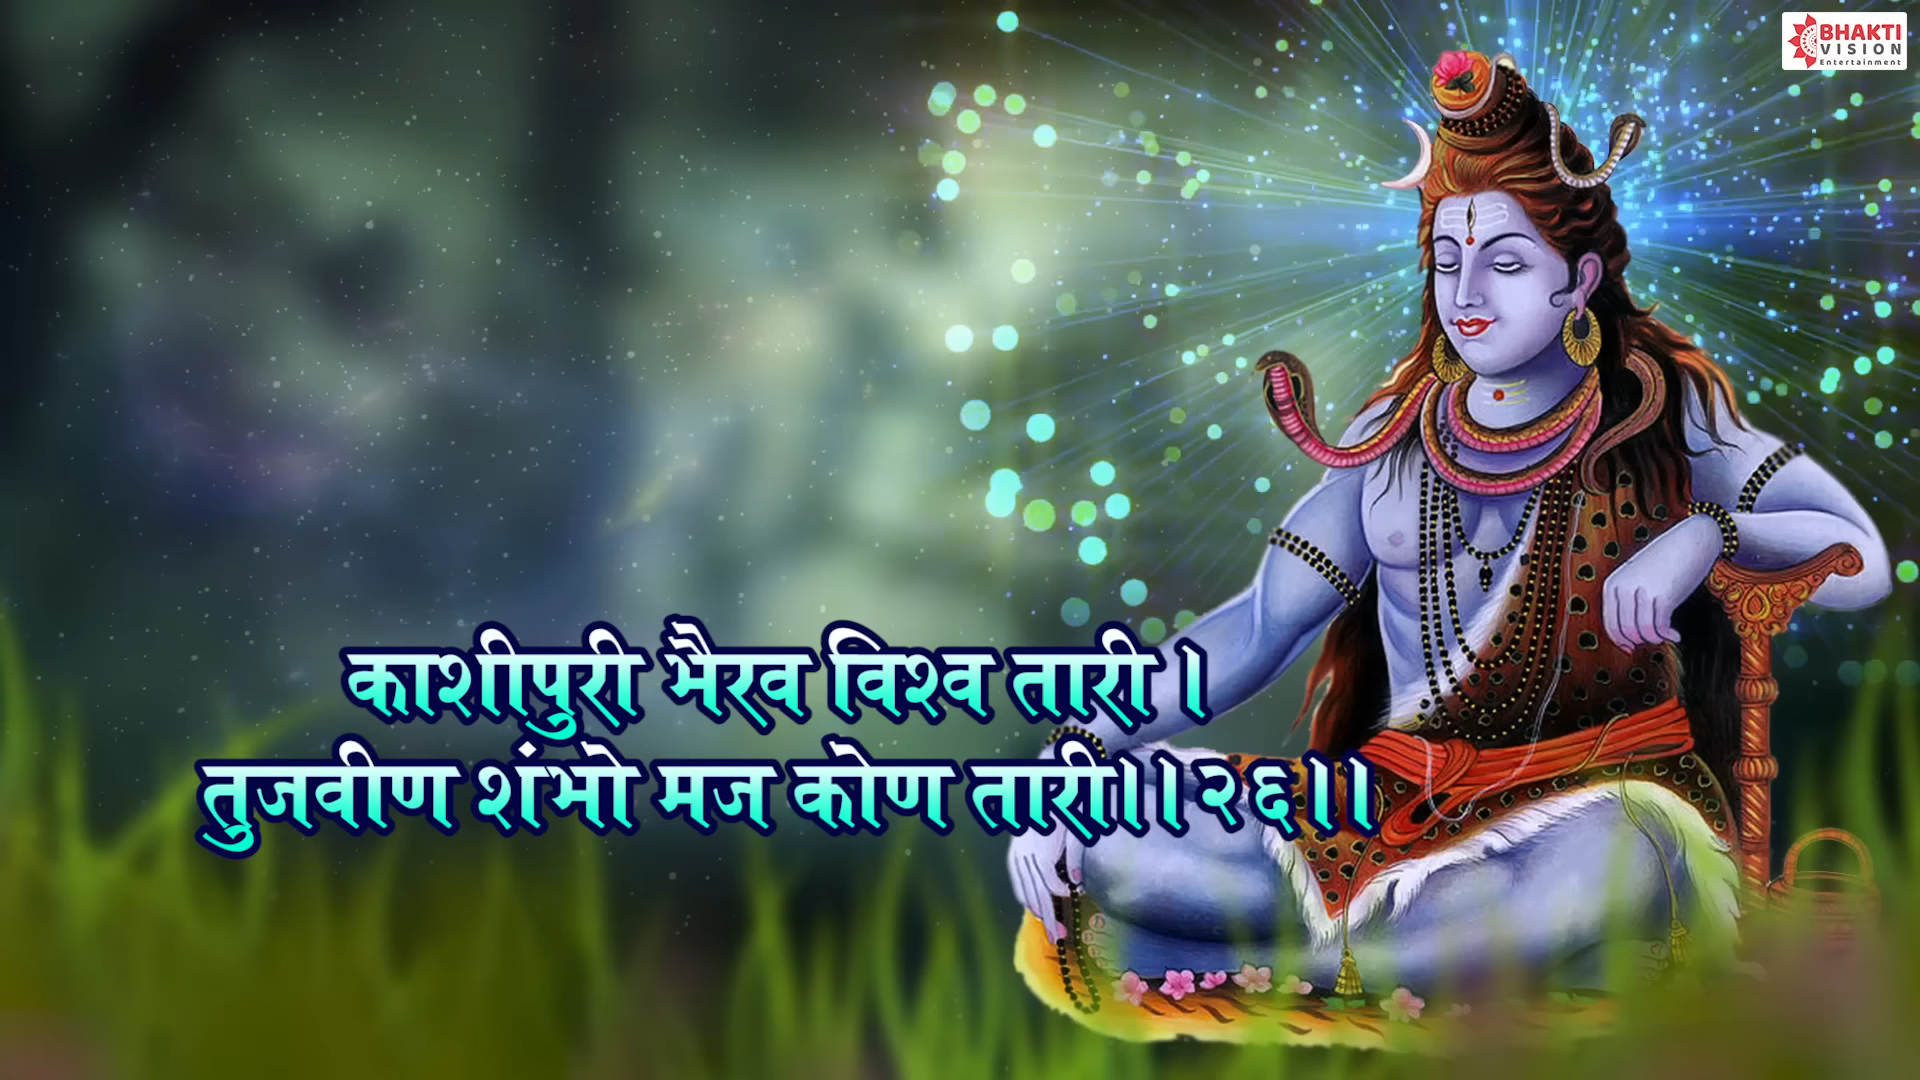 BHAKTI
VISION
Entertainment
काशीपुरी भैरव विश्व तारी ।
तुजवीण शंभो मज कोण तारी।।२६।।